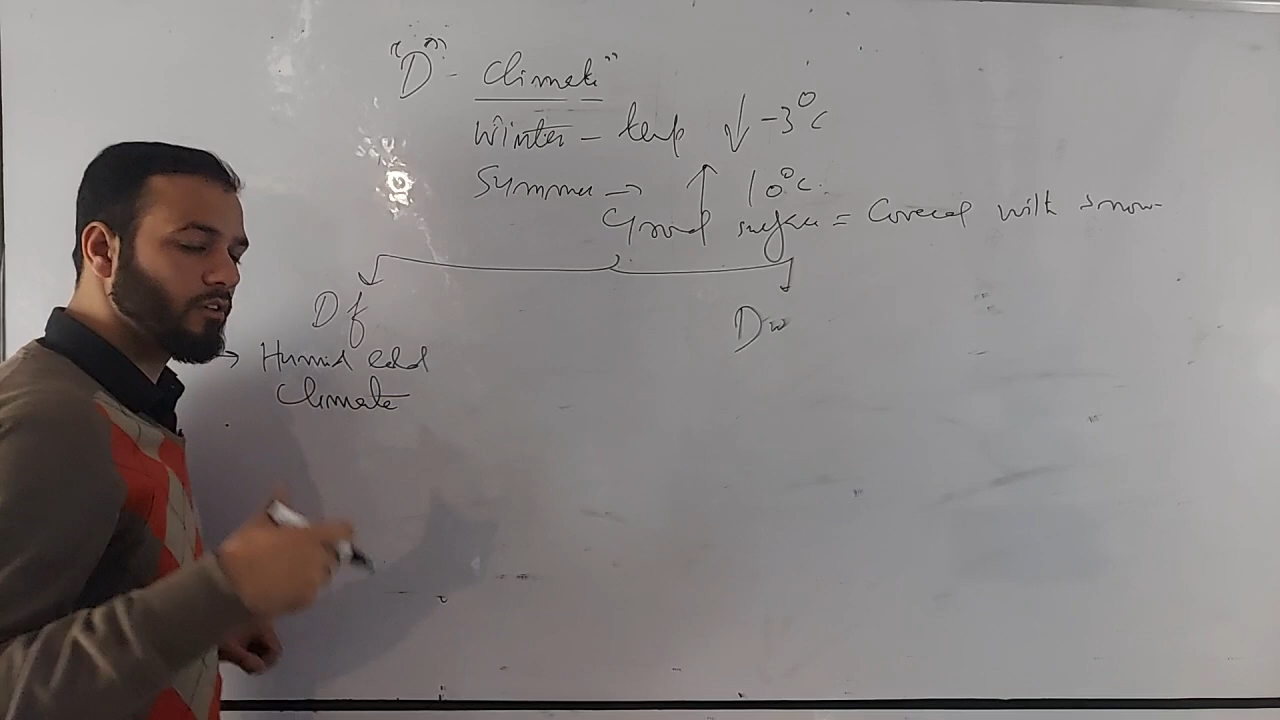 "D" - Climate"
Winter - temp ↓ -3°C
Summer → ↑ 10°C.
Ground surface = Covered with snow
Df Dw
→ Humid cold
Climate